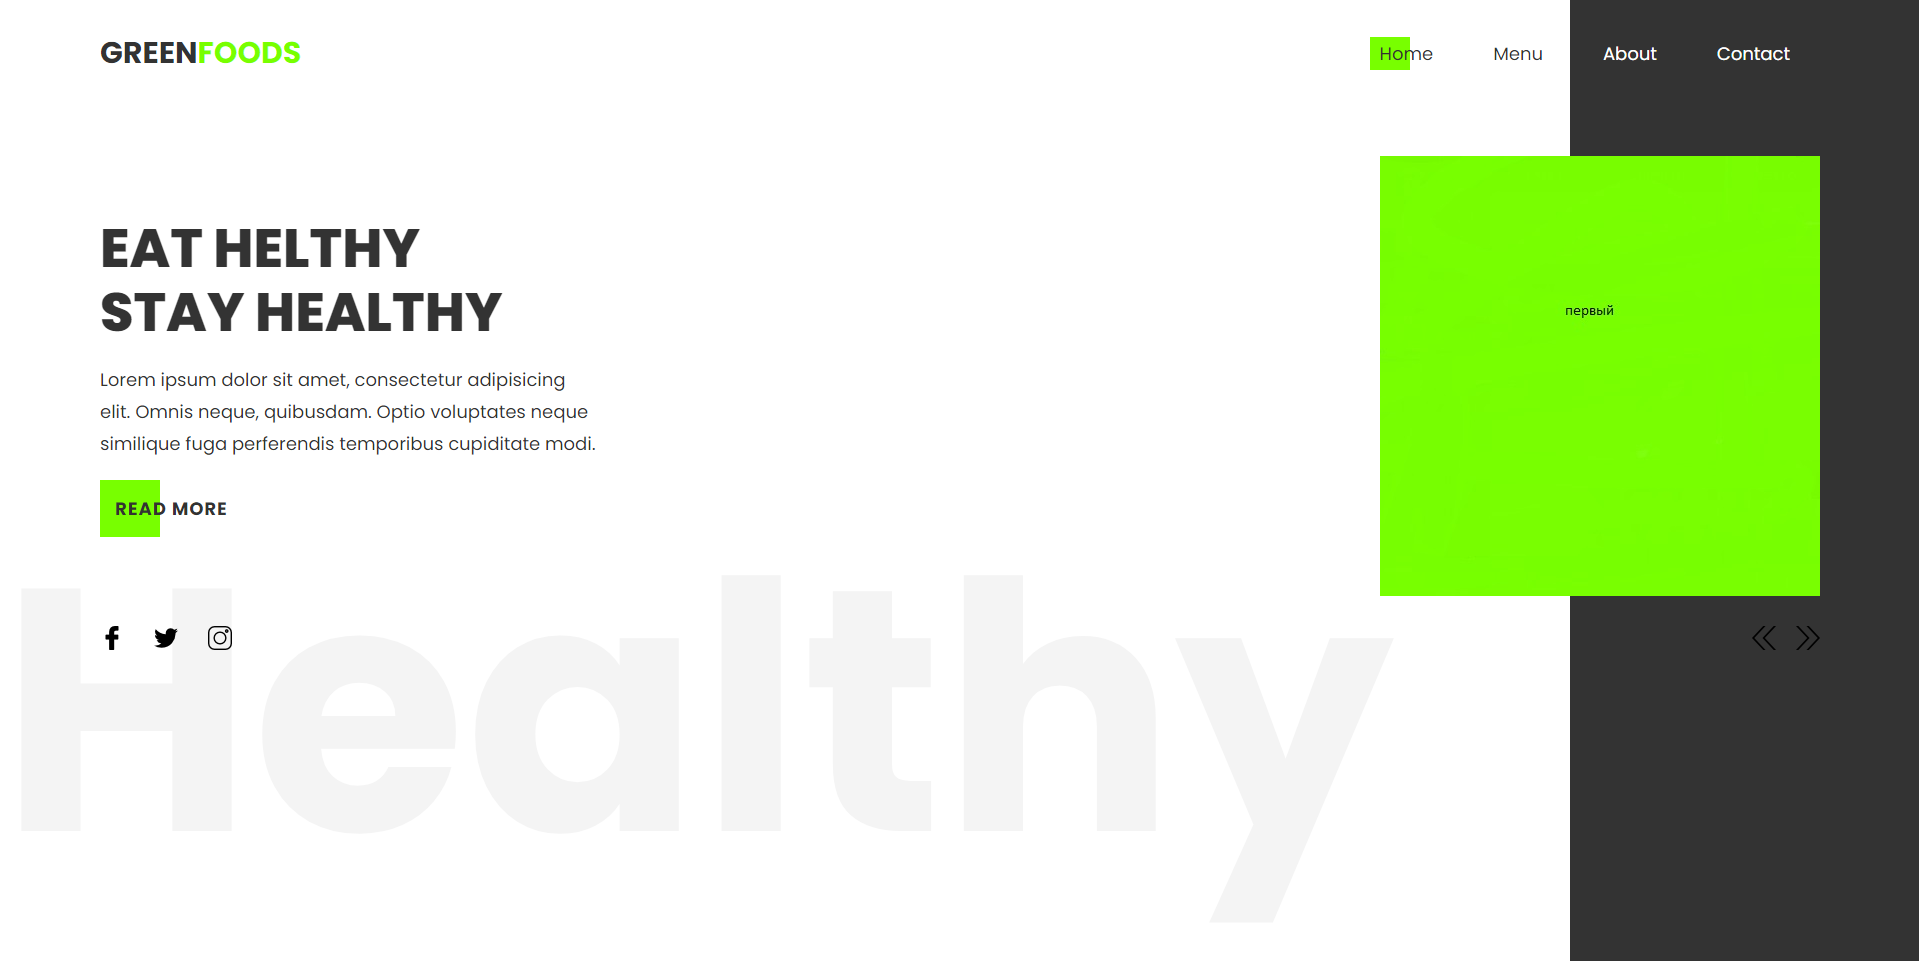 GREENFOODS
Home Menu About Contact
EAT HELTHY
STAY HEALTHY
первый
Lorem ipsum dolor sit amet, consectetur adipisicing
elit. Omnis neque, quibusdam. Optio voluptates neque
similique fuga perferendis temporibus cupiditate modi.
READ MORE
Healthy